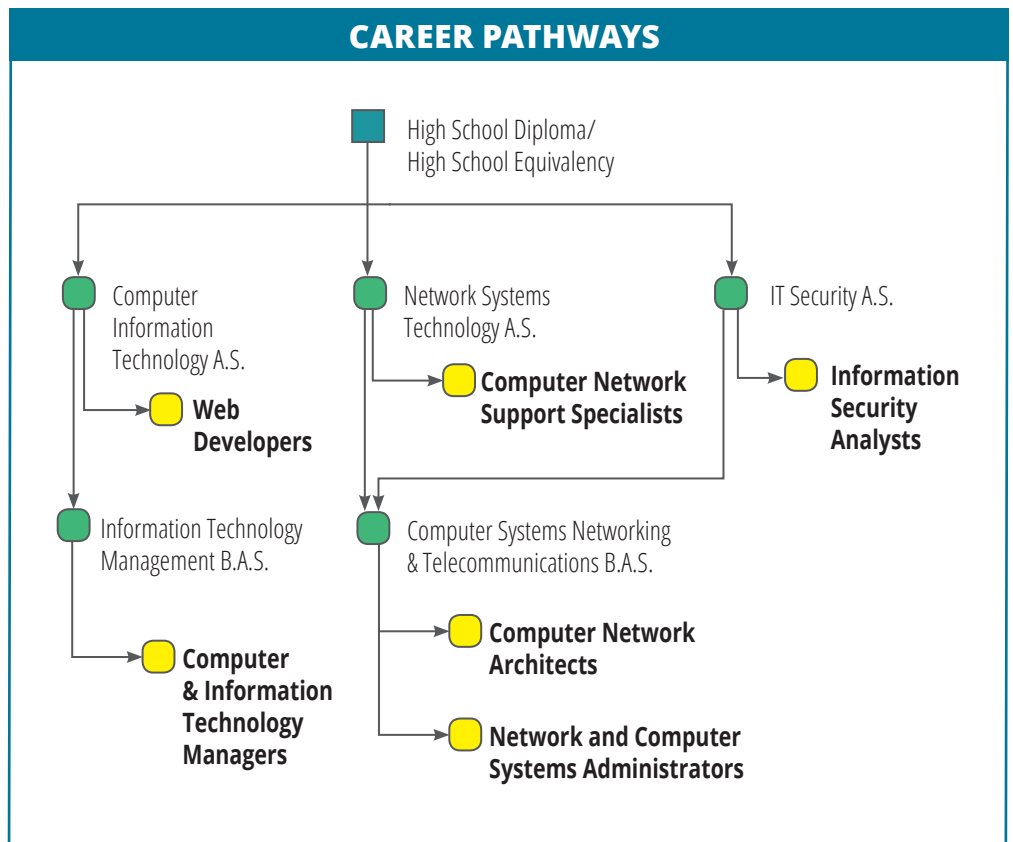 CAREER PATHWAYS
High School Diploma/
High School Equivalency
Computer
Information
Technology A.S.
Network Systems
Technology A.S.
IT Security A.S.
Web
Developers
Computer Network
Support Specialists
Information
Security
Analysts
Information Technology
Management B.A.S.
Computer Systems Networking
& Telecommunications B.A.S.
Computer
& Information
Technology
Managers
Computer Network
Architects
Network and Computer
Systems Administrators